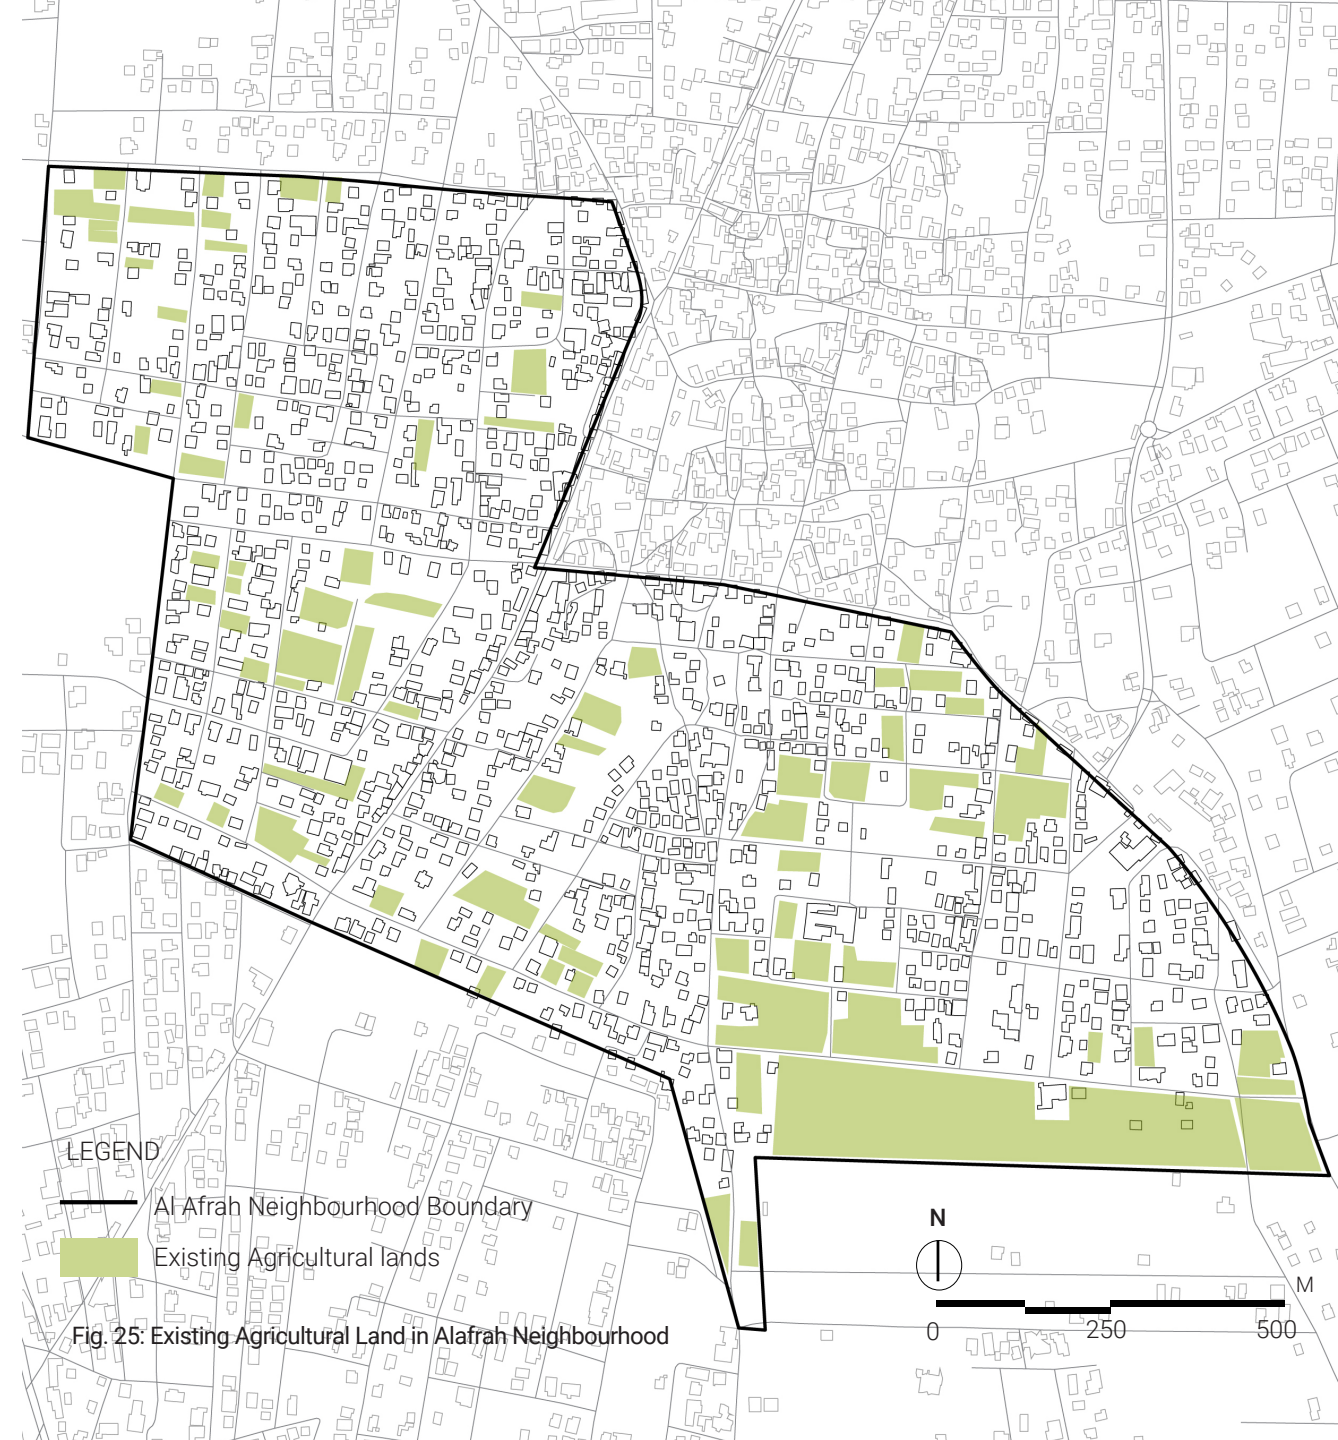 LEGEND
Al Afrah Neighbourhood Boundary
Existing Agricultural lands
Fig. 25: Existing Agricultural Land in Alafrah Neighbourhood
N
M
0 250 500